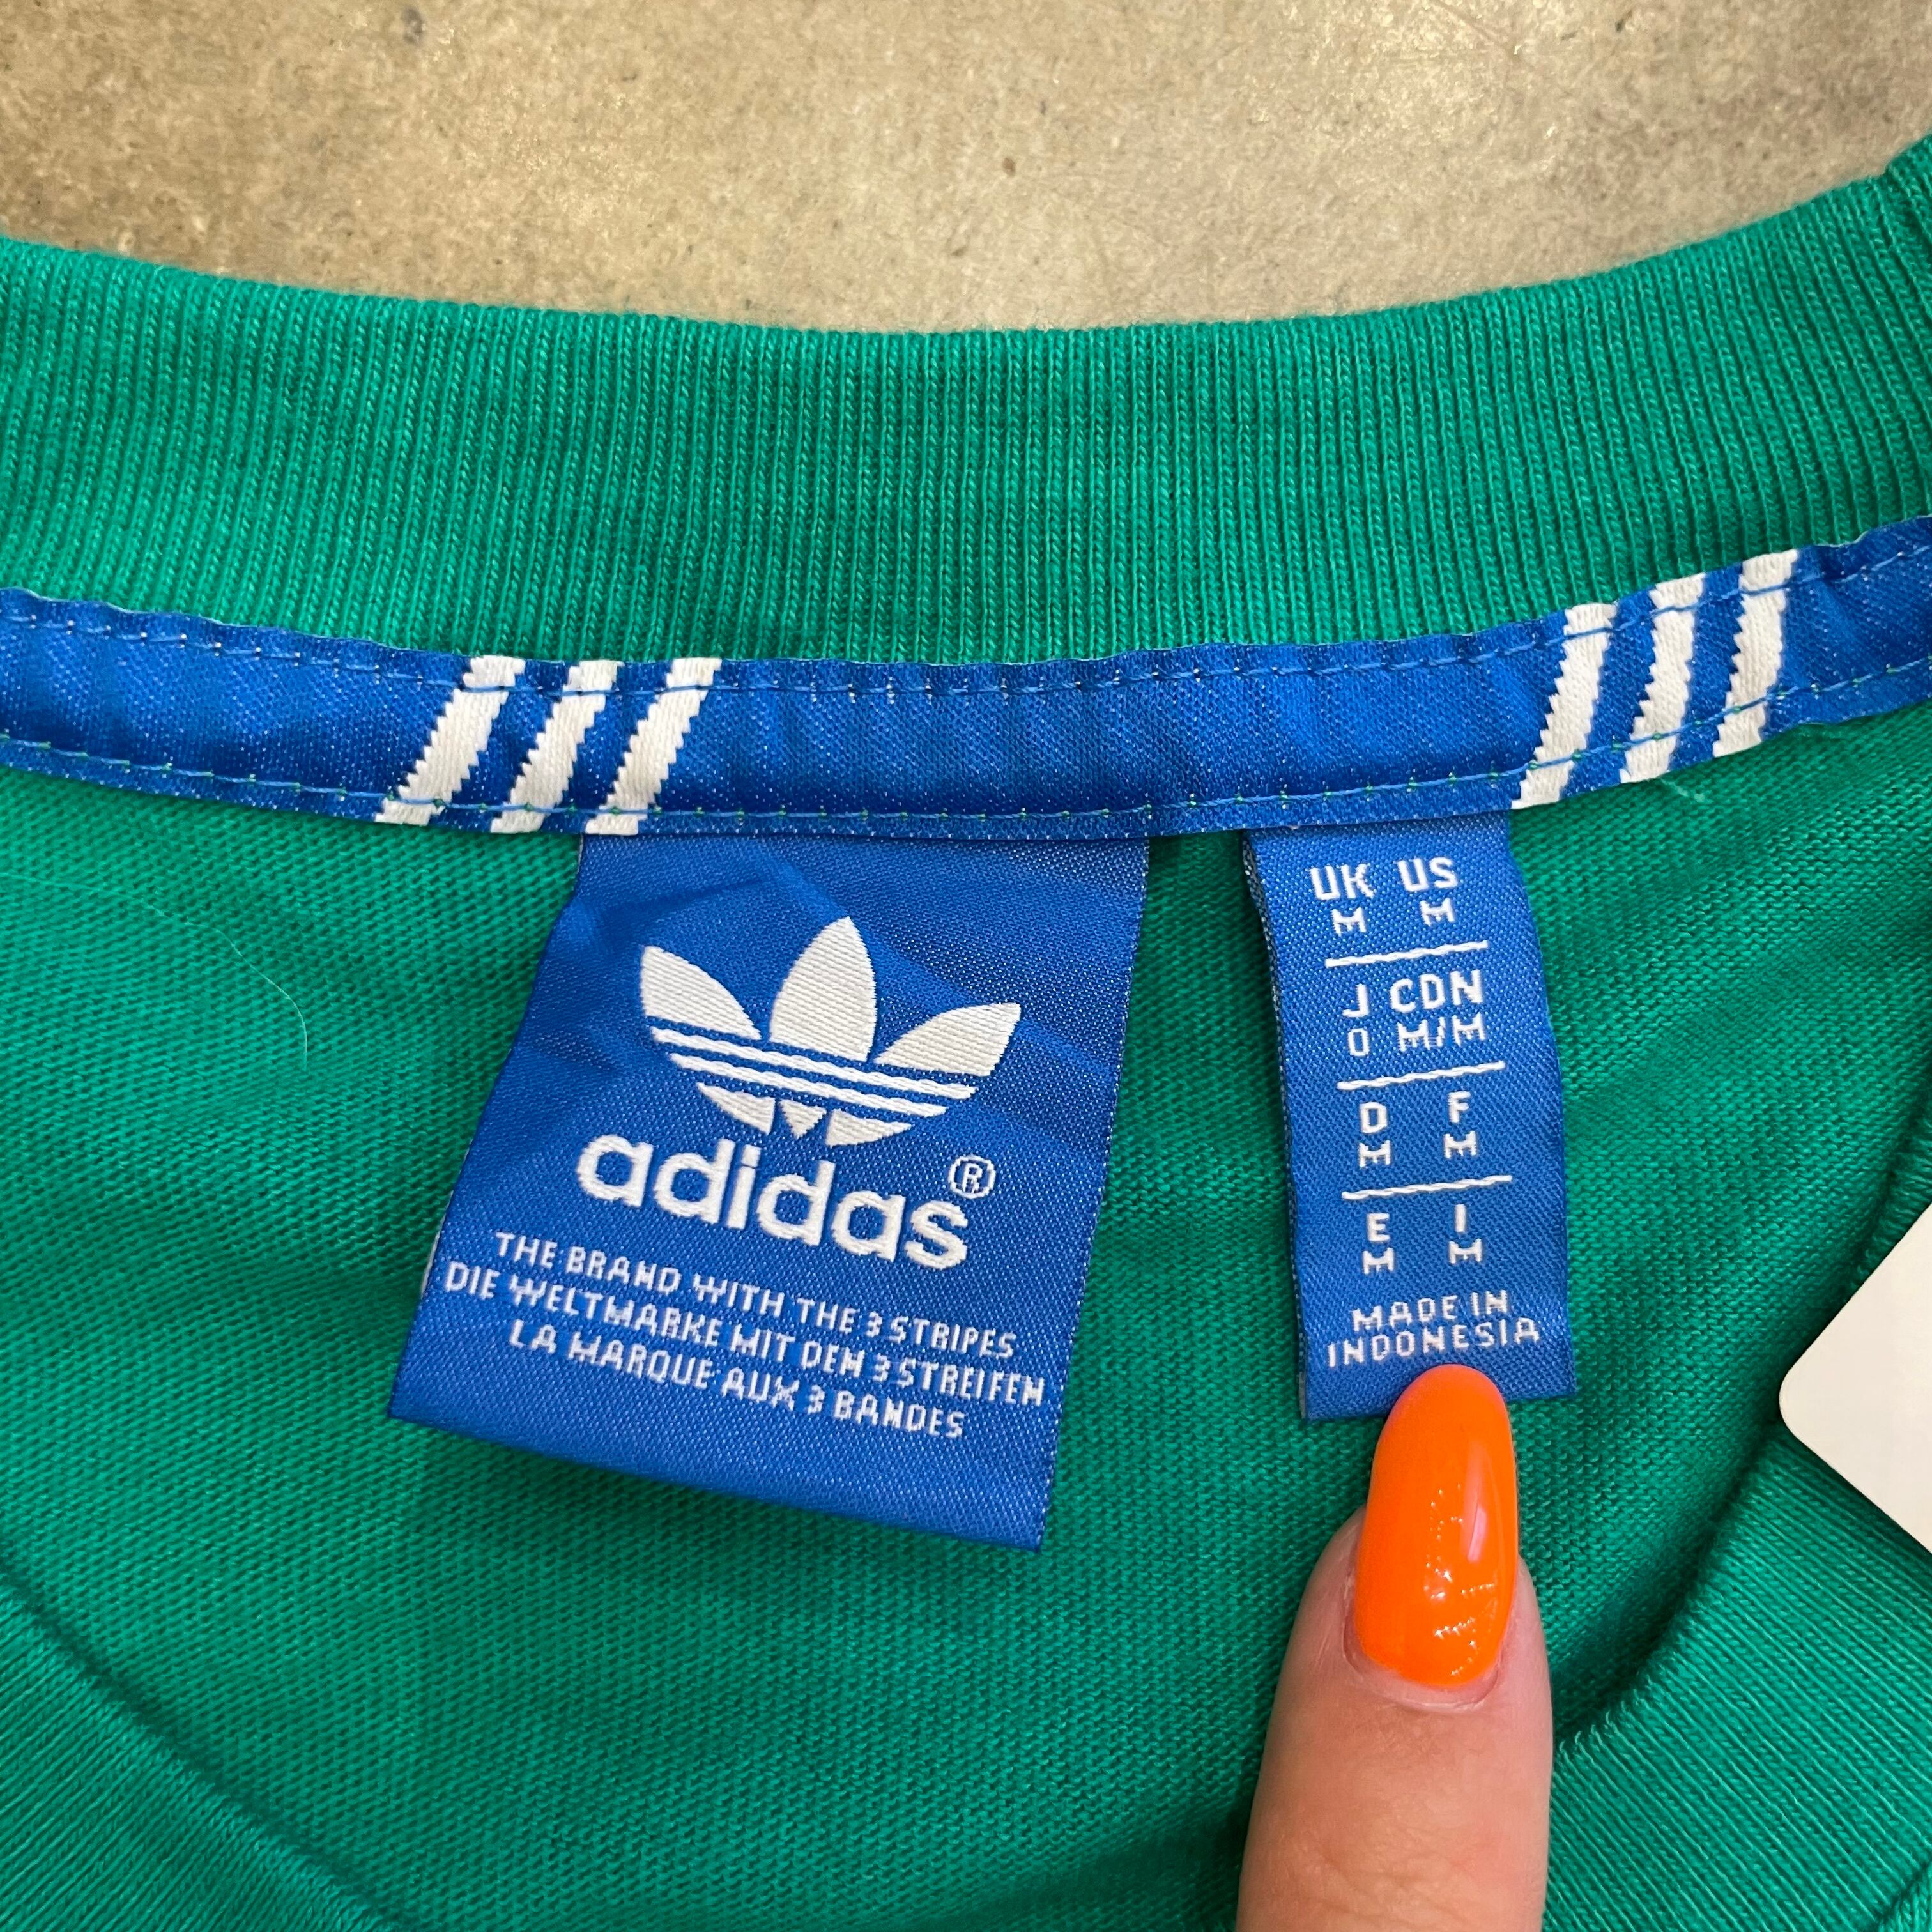 adidas®
THE BRAND WITH THE 3 STRIPES
DIE WELTMARKE MIT DEN 3 STREIFEN
LA MARQUE AUX 3 BANDES
UK US
M M
J CDN
O M/M
D F
M M
E I
M M
MADE IN
INDONESIA